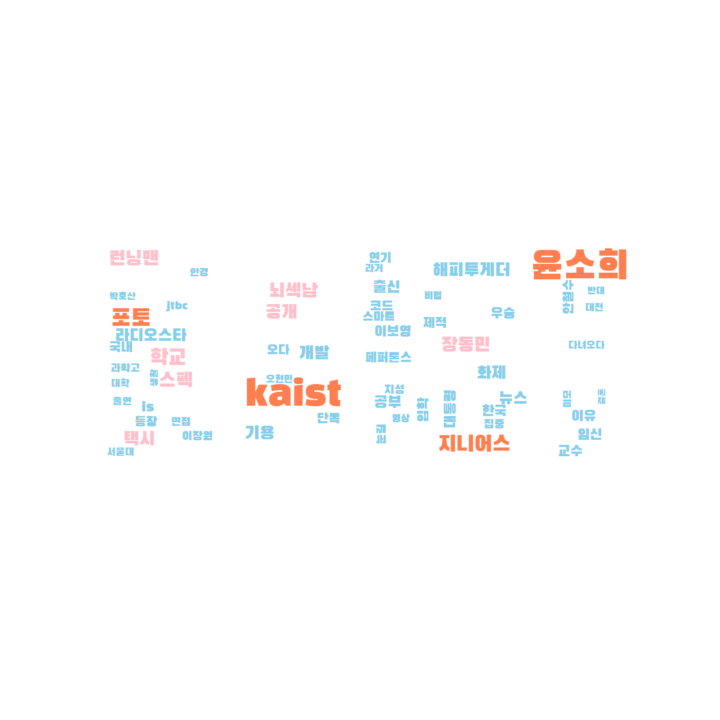 런닝맨
안경
박호산
jtbc
포토
라디오스타
국내
학교
과학고
대학
스펙
출연
is
등장
면접
택시
이장원
서울대
뇌섹남
공개
오다
개발
오현민
kaist
단독
기용
연기
과거
출신
코드
스마트
이보영
페퍼톤스
지성
공부
영상
해피투게더
비법
제적
우승
장동민
화제
대통령
한국
집중
뉴스
지니어스
윤소희
반대
대전
다녀오다
이유
임신
교수